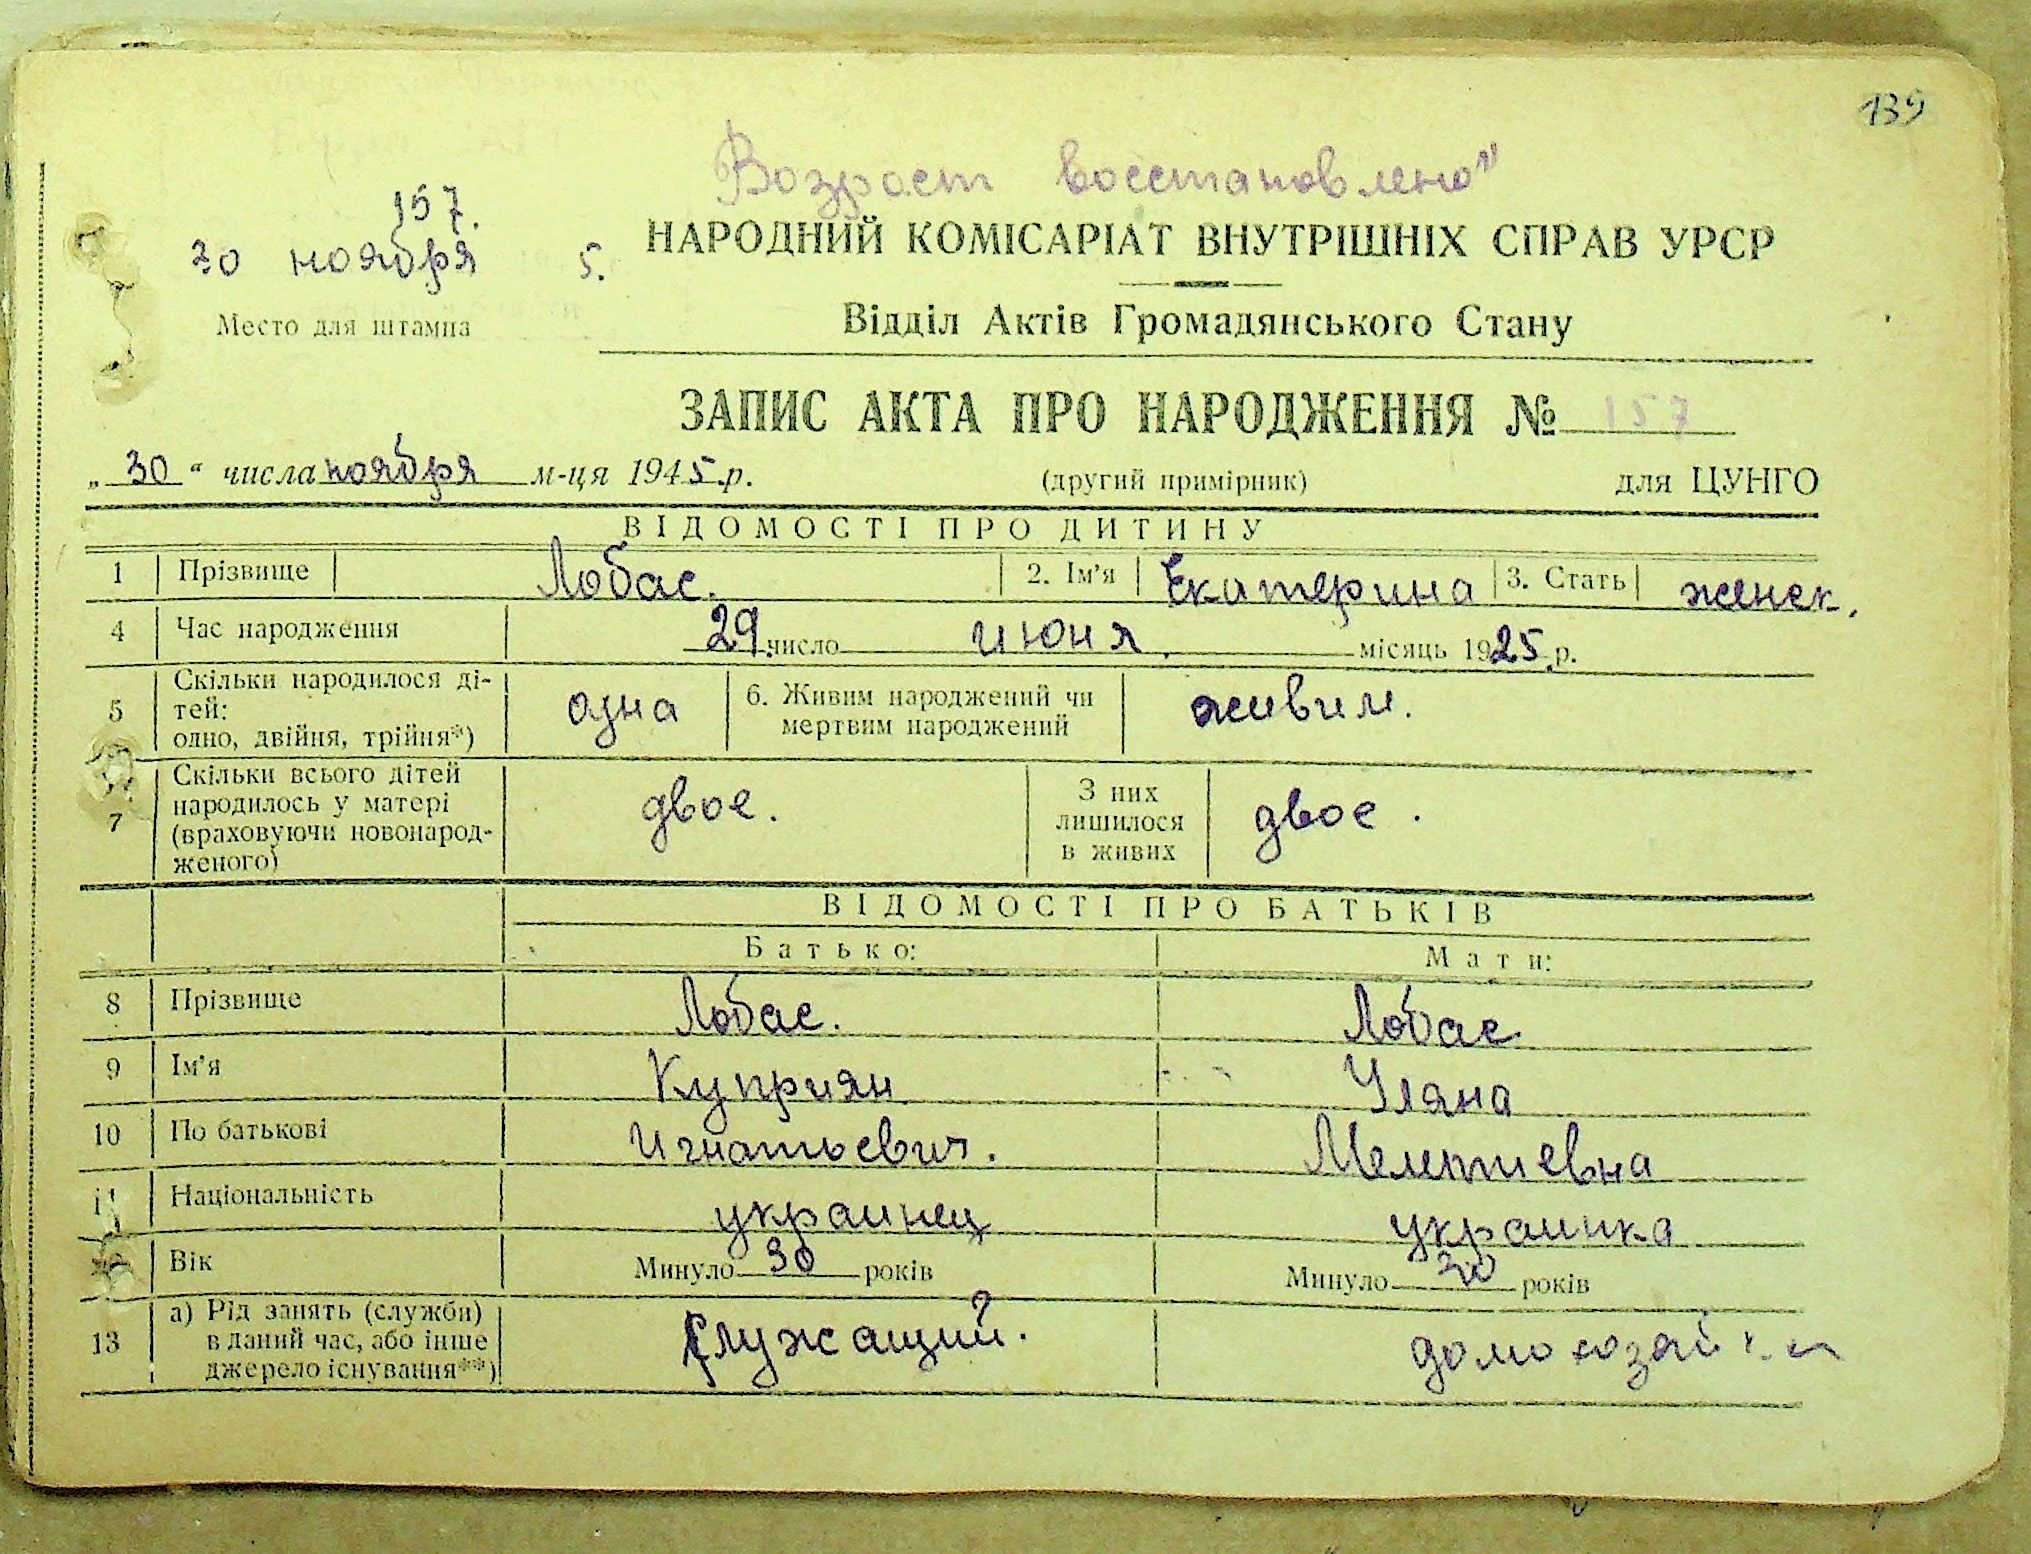 139
Возраст восстановлено"
157.
30 ноября 5.
НАРОДНИЙ КОМІСАРІАТ ВНУТРІШНІХ СПРАВ УРСР
Место для штампа
Відділ Актів Громадянського Стану
ЗАПИС АКТА ПРО НАРОДЖЕННЯ № 157
„30“ числа ноября м-ця 1945 р. (другий примірник) для ЦУНГО
ВІДОМОСТІ ПРО ДИТИНУ
1 Прізвище Лобас. 2. Ім’я Екатерина 3. Стать женск.
4 Час народження 29 число июня. місяць 1925 р.
5 Скільки народилося ді-
тей:
одно, двійня, трійня*) одна 6. Живим народжений чи
мертвим народжений живим.
7 Скільки всього дітей
народилось у матері
(враховуючи новонарод-
женого) двое. З них
лишилося
в живих двое.
ВІДОМОСТІ ПРО БАТЬКІВ
Батько: Мати:
8 Прізвище Лобас. Лобас
9 Ім’я Куприян Уляна
10 По батькові Игнатьевич. Мелетиевна
11 Національність украинец украинка
Вік Минуло 30 років Минуло 30 років
13 а) Рід занять (служби)
в даний час, або інше
джерело існування**) Служащий.